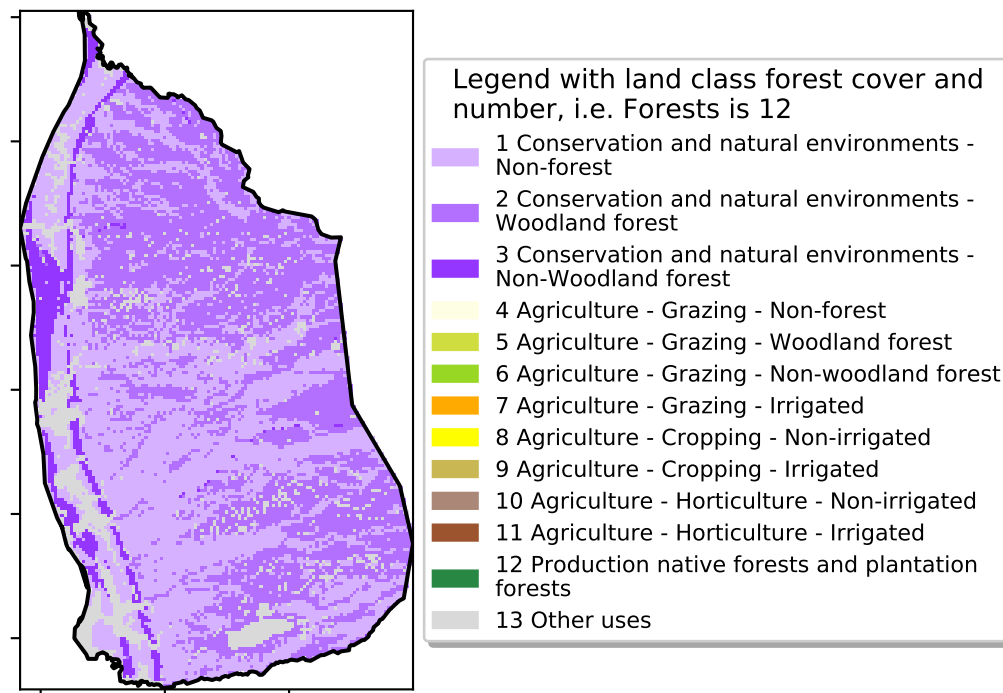 Legend with land class forest cover and
number, i.e. Forests is 12
1 Conservation and natural environments -
Non-forest
2 Conservation and natural environments -
Woodland forest
3 Conservation and natural environments -
Non-Woodland forest
4 Agriculture - Grazing - Non-forest
5 Agriculture - Grazing - Woodland forest
6 Agriculture - Grazing - Non-woodland forest
7 Agriculture - Grazing - Irrigated
8 Agriculture - Cropping - Non-irrigated
9 Agriculture - Cropping - Irrigated
10 Agriculture - Horticulture - Non-irrigated
11 Agriculture - Horticulture - Irrigated
12 Production native forests and plantation
forests
13 Other uses